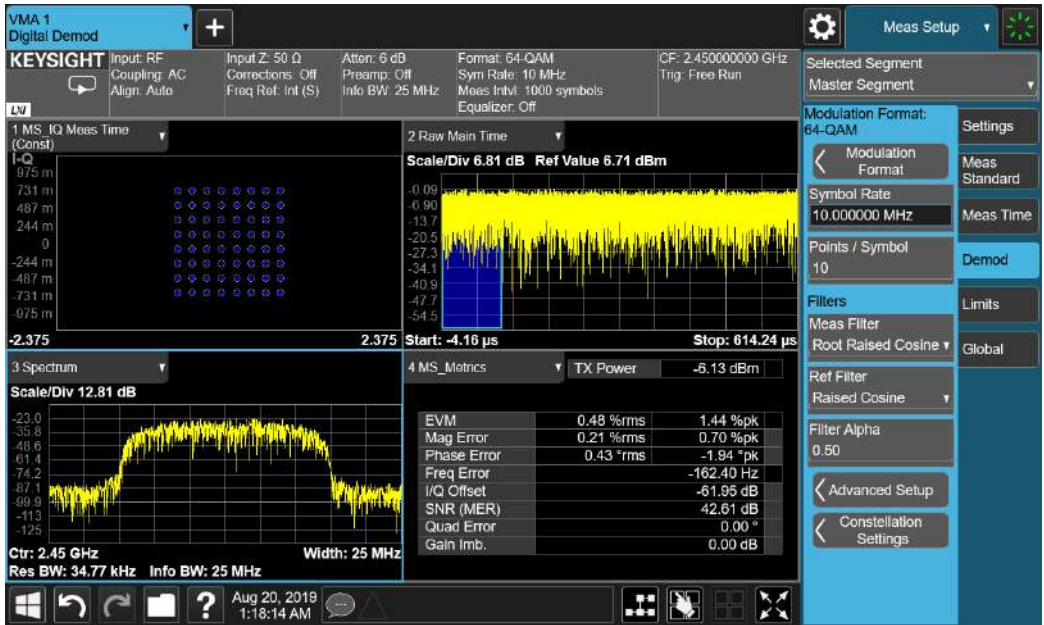 VMA 1
Digital Demod
+
Meas Setup
KEYSIGHT
LXI
Input: RF
Coupling: AC
Align: Auto
Input Z: 50 Ω
Corrections: Off
Freq Ref: Int (S)
Atten: 6 dB
Preamp: Off
Info BW: 25 MHz
Format: 64-QAM
Sym Rate: 10 MHz
Meas Intvl: 1000 symbols
Equalizer: Off
CF: 2.450000000 GHz
Trig: Free Run
1 MS_IQ Meas Time
(Const)
I-Q
975 m
731 m
487 m
244 m
0
-244 m
-487 m
-731 m
-975 m
-2.375
2.375
2 Raw Main Time
Scale/Div 6.81 dB Ref Value 6.71 dBm
-0.09
-6.90
-13.7
-20.5
-27.3
-34.1
-40.9
-47.7
-54.5
Start: -4.16 µs
Stop: 614.24 µs
3 Spectrum
Scale/Div 12.81 dB
-23.0
-35.8
-48.6
-61.4
-74.2
-87.1
-99.9
-113
-125
Ctr: 2.45 GHz
Width: 25 MHz
Res BW: 34.77 kHz Info BW: 25 MHz
4 MS_Metrics
TX Power -6.13 dBm
EVM 0.48 %rms 1.44 %pk
Mag Error 0.21 %rms 0.70 %pk
Phase Error 0.43 °rms -1.94 °pk
Freq Error -162.40 Hz
I/Q Offset -61.95 dB
SNR (MER) 42.61 dB
Quad Error 0.00 °
Gain Imb. 0.00 dB
Selected Segment
Master Segment
Modulation Format:
64-QAM
Modulation
Format
Symbol Rate
10.000000 MHz
Points / Symbol
10
Filters
Meas Filter
Root Raised Cosine
Ref Filter
Raised Cosine
Filter Alpha
0.50
Advanced Setup
Constellation
Settings
Settings
Meas
Standard
Meas Time
Demod
Limits
Global
?
Aug 20, 2019
1:18:14 AM